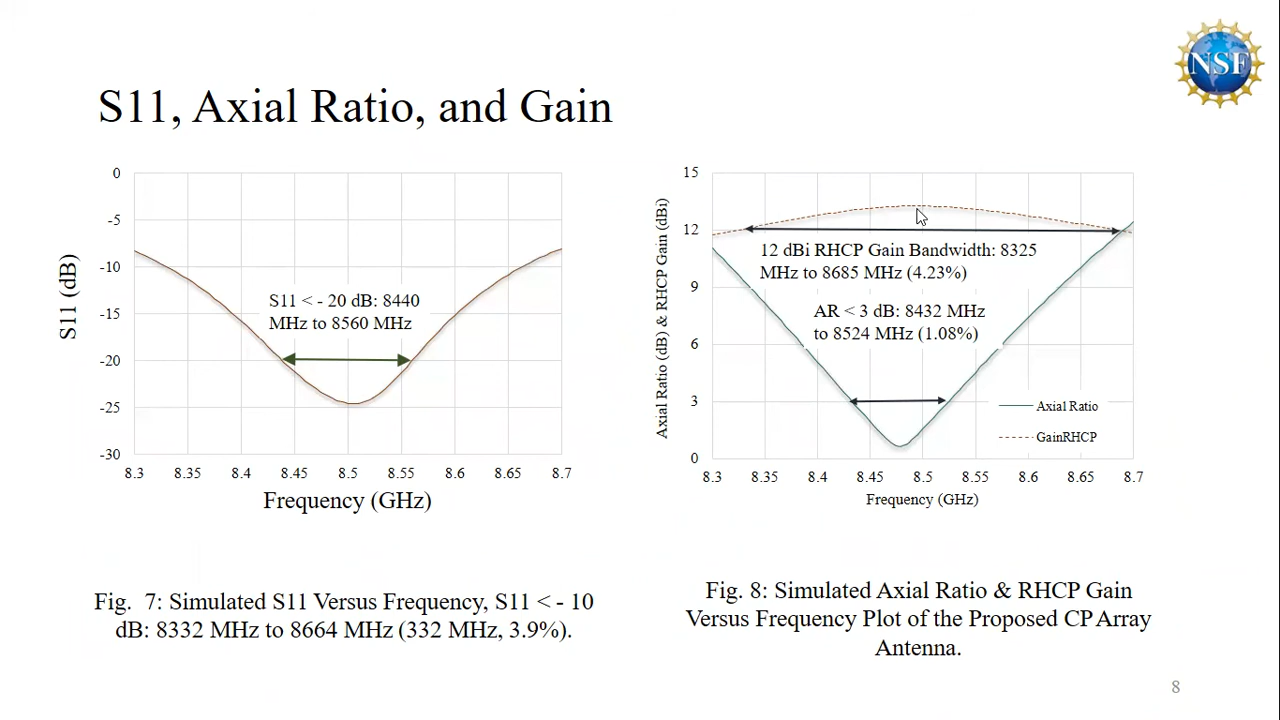 NSF
S11, Axial Ratio, and Gain
0
-5
-10
-15
-20
-25
-30
S11 (dB)
S11 < - 20 dB: 8440
MHz to 8560 MHz
8.3 8.35 8.4 8.45 8.5 8.55 8.6 8.65 8.7
Frequency (GHz)
Fig. 7: Simulated S11 Versus Frequency, S11 < - 10
dB: 8332 MHz to 8664 MHz (332 MHz, 3.9%).
15
12
9
6
3
0
Axial Ratio (dB) & RHCP Gain (dBi)
12 dBi RHCP Gain Bandwidth: 8325
MHz to 8685 MHz (4.23%)
AR < 3 dB: 8432 MHz
to 8524 MHz (1.08%)
Axial Ratio
GainRHCP
8.3 8.35 8.4 8.45 8.5 8.55 8.6 8.65 8.7
Frequency (GHz)
Fig. 8: Simulated Axial Ratio & RHCP Gain
Versus Frequency Plot of the Proposed CP Array
Antenna.
8